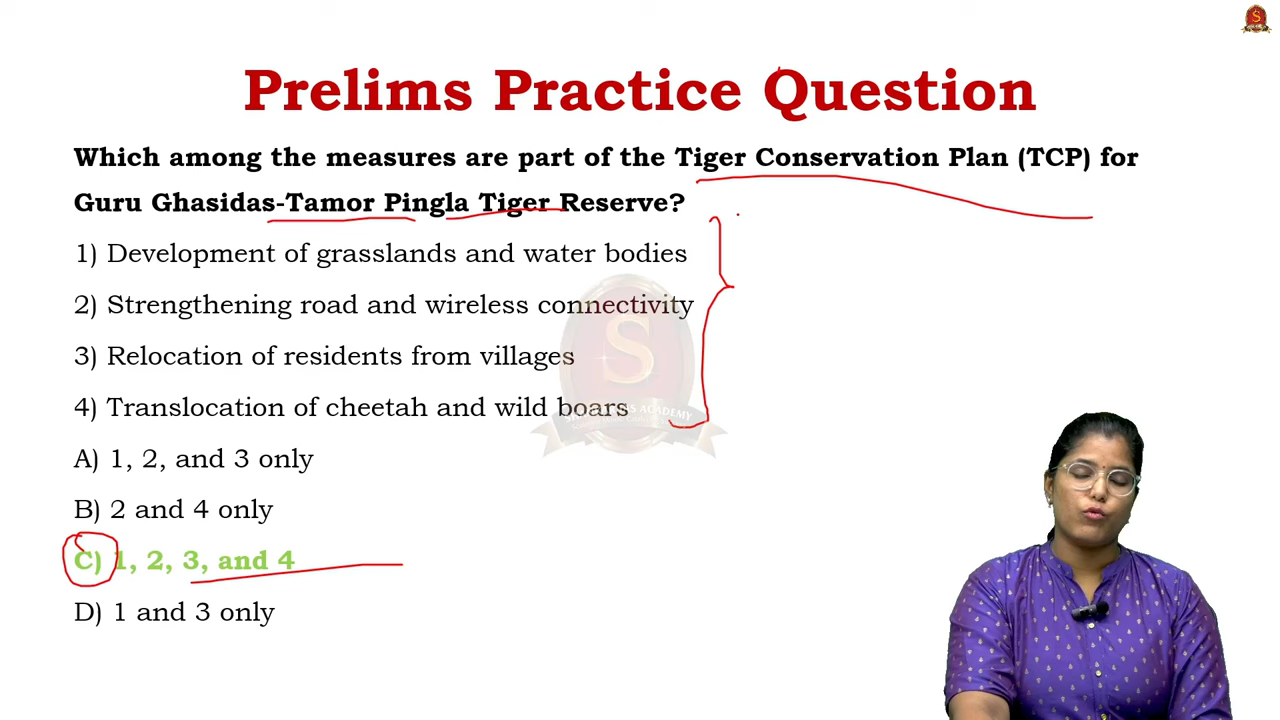 Prelims Practice Question
Which among the measures are part of the Tiger Conservation Plan (TCP) for
Guru Ghasidas-Tamor Pingla Tiger Reserve?
1) Development of grasslands and water bodies
2) Strengthening road and wireless connectivity
3) Relocation of residents from villages
4) Translocation of cheetah and wild boars
A) 1, 2, and 3 only
B) 2 and 4 only
C) 1, 2, 3, and 4
D) 1 and 3 only
S
ACADEMY
S